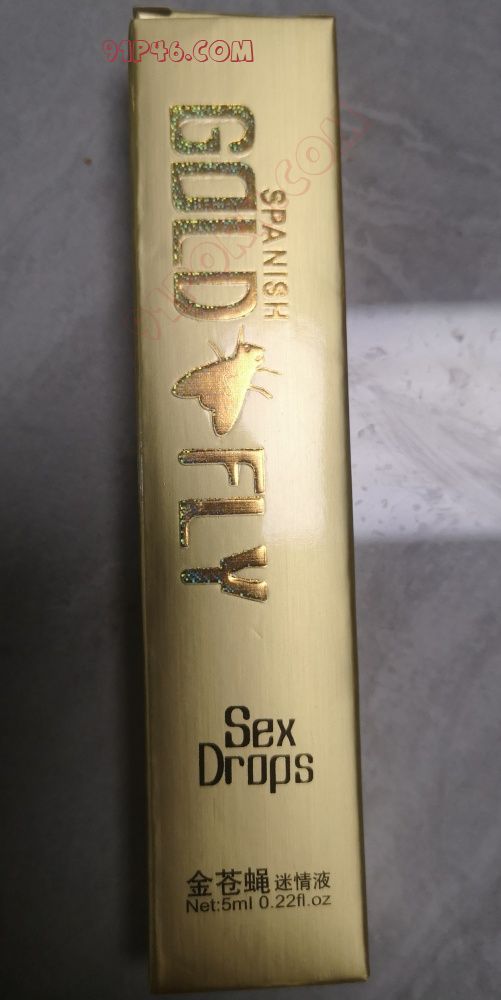 91P46.COM
SPANISH
GOLD FLY
Sex
Drops
金苍蝇 迷情液
Net:5ml 0.22fl.oz